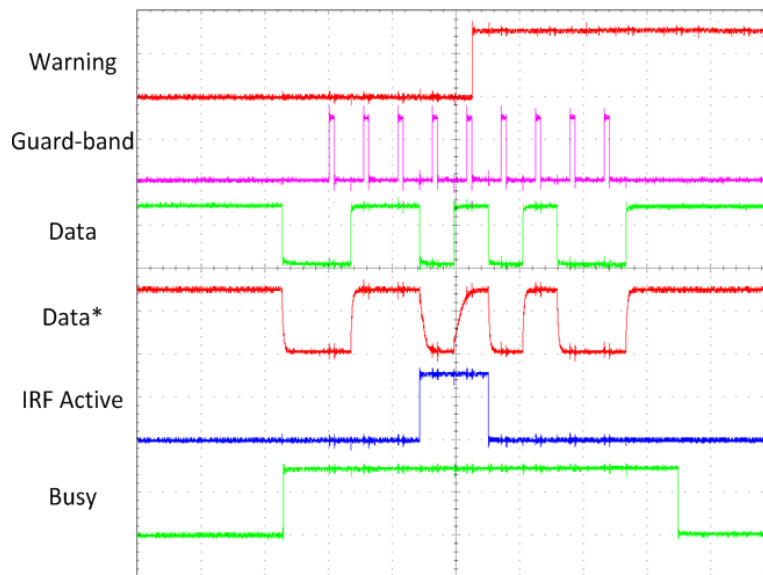 Warning
Guard-band
Data
Data*
IRF Active
Busy